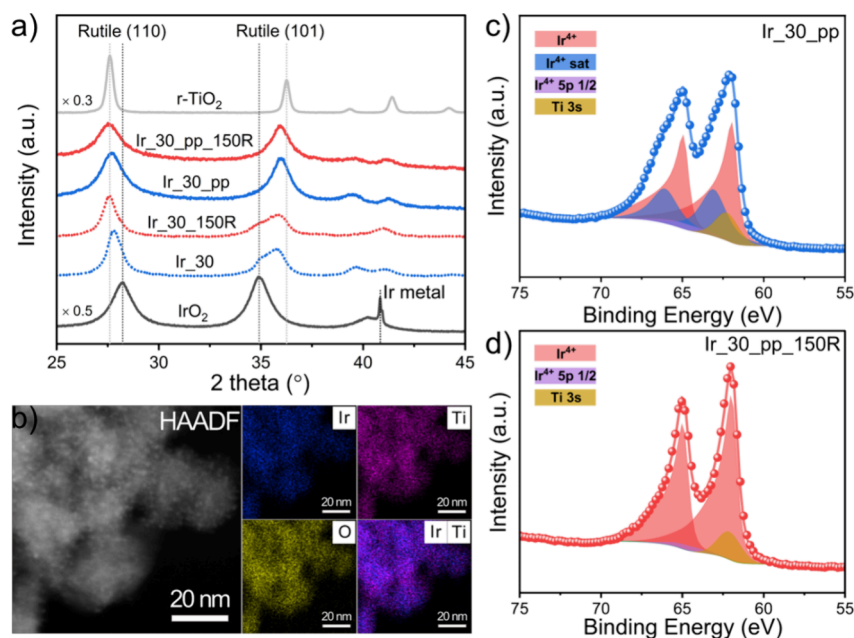 a)
Rutile (110)
Rutile (101)
× 0.3
r-TiO₂
Ir_30_pp_150R
Ir_30_pp
Ir_30_150R
Ir_30
× 0.5
IrO₂
Ir metal
Intensity (a.u.)
25 30 35 40 45
2 theta (°)
b)
HAADF
20 nm
Ir
20 nm
Ti
20 nm
O
20 nm
Ir Ti
20 nm
c)
Ir_30_pp
Ir⁴⁺
Ir⁴⁺ sat
Ir⁴⁺ 5p 1/2
Ti 3s
Intensity (a.u.)
75 70 65 60 55
Binding Energy (eV)
d)
Ir_30_pp_150R
Ir⁴⁺
Ir⁴⁺ 5p 1/2
Ti 3s
Intensity (a.u.)
75 70 65 60 55
Binding Energy (eV)